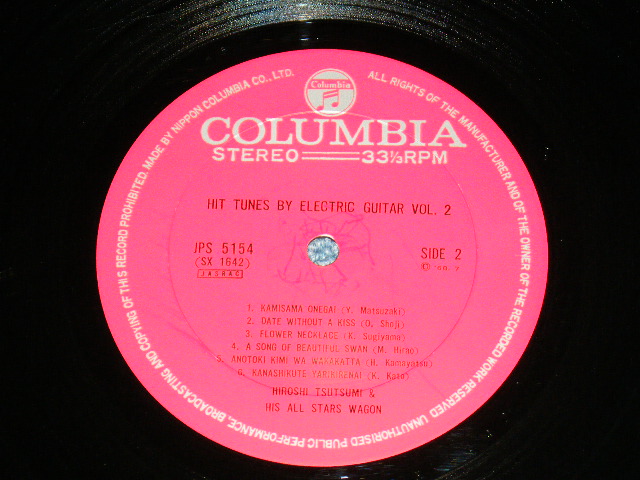 ALL RIGHTS OF THE MANUFACTURER AND OF THE OWNER OF THE RECORDED WORK RESERVED UNAUTHORISED PUBLIC PERFORMANCE, BROADCASTING AND COPYING OF THIS RECORD PROHIBITED. MADE BY NIPPON COLUMBIA CO., LTD.
Columbia
COLUMBIA
STEREO 33⅓RPM
HIT TUNES BY ELECTRIC GUITAR VOL. 2
JPS 5154
(SX 1642)
JASRAC
SIDE 2
1. KAMISAMA ONEGAI (Y. Matsuzaki)
2. DATE WITHOUT A KISS (O. Shoji)
3. FLOWER NECKLACE (K. Sugiyama)
4. A SONG OF BEAUTIFUL SWAN (M. Hirao)
5. ANOTOKI KIMI WA WAKAKATTA (H. Kamayatsu)
6. KANASHIKUTE YARIKIRENAI (K. Kato)
HIROSHI TSUTSUMI &
HIS ALL STARS WAGON